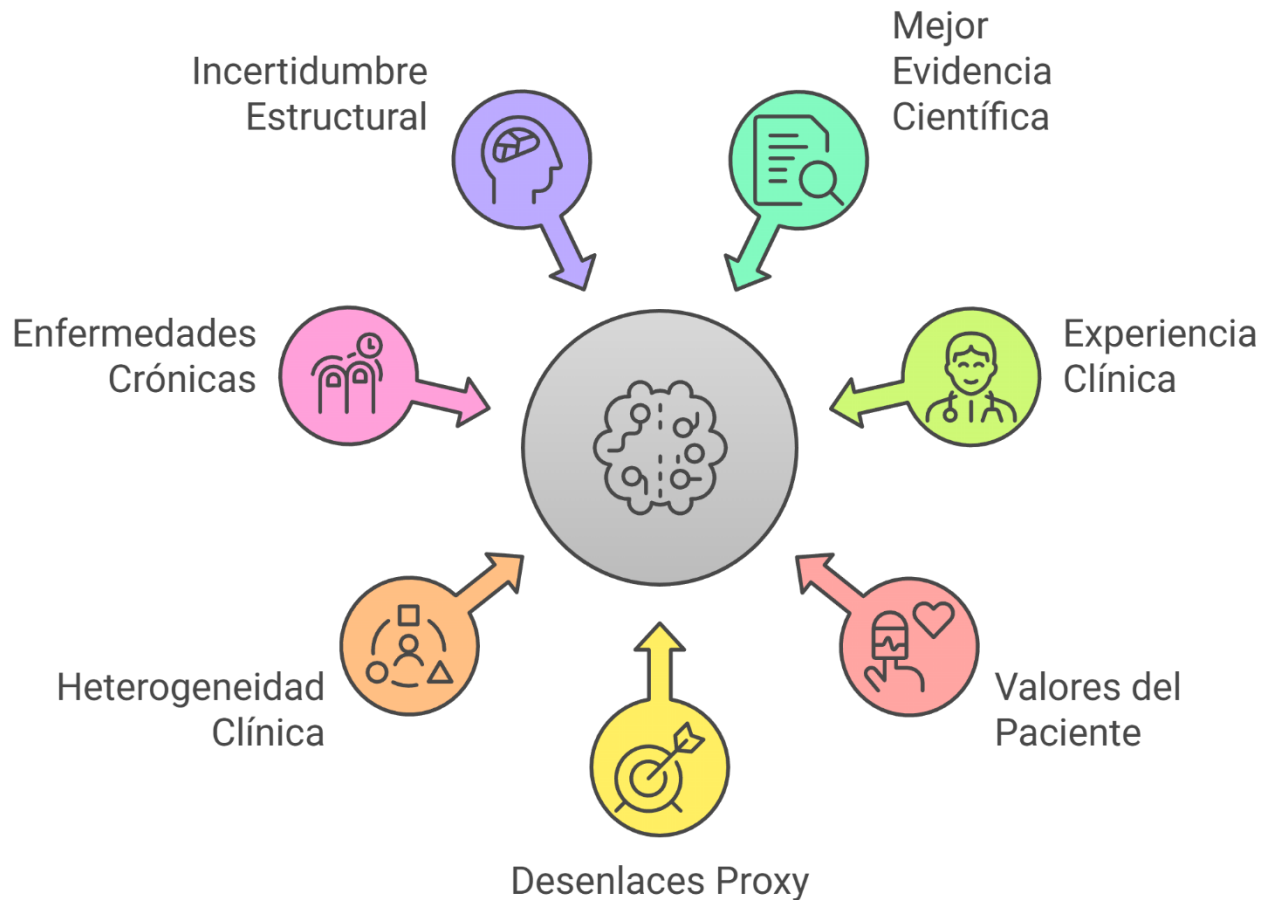 Incertidumbre
Estructural
Mejor
Evidencia
Científica
Enfermedades
Crónicas
Experiencia
Clínica
Heterogeneidad
Clínica
Valores del
Paciente
Desenlaces Proxy